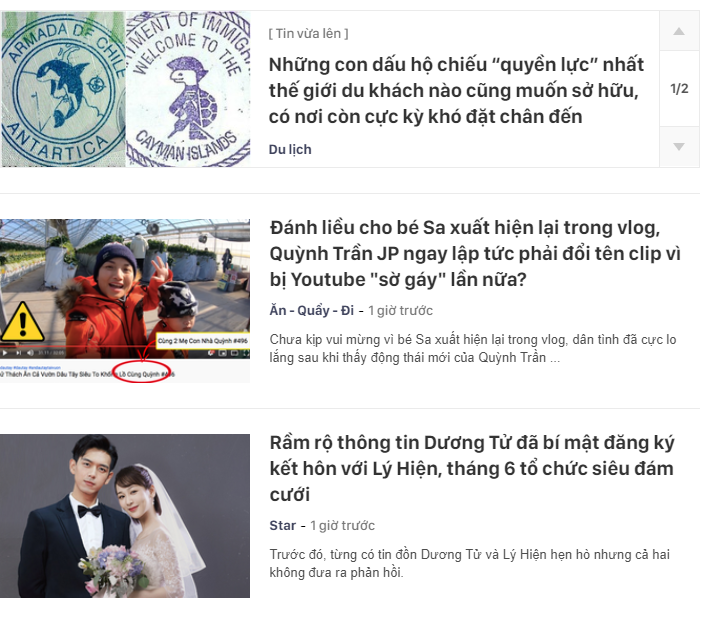 ARMADA DE CHILE
ANTARTICA
WELCOME TO THE
CAYMAN ISLANDS
[ Tin vừa lên ]
Những con dấu hộ chiếu “quyền lực” nhất
thế giới du khách nào cũng muốn sở hữu,
có nơi còn cực kỳ khó đặt chân đến
Du lịch
1/2
Đánh liều cho bé Sa xuất hiện lại trong vlog,
Quỳnh Trần JP ngay lập tức phải đổi tên clip vì
bị Youtube "sờ gáy" lần nữa?
Ăn - Quẩy - Đi - 1 giờ trước
Chưa kịp vui mừng vì bé Sa xuất hiện lại trong vlog, dân tình đã cực lo
lắng sau khi thấy động thái mới của Quỳnh Trần ...
Cùng 2 Mẹ Con Nhà Quỳnh #496
Thách Ăn Cả Vườn Dâu Tây Siêu To Khổng Lồ Cùng Quỳnh
Rầm rộ thông tin Dương Tử đã bí mật đăng ký
kết hôn với Lý Hiện, tháng 6 tổ chức siêu đám
cưới
Star - 1 giờ trước
Trước đó, từng có tin đồn Dương Tử và Lý Hiện hẹn hò nhưng cả hai
không đưa ra phản hồi.